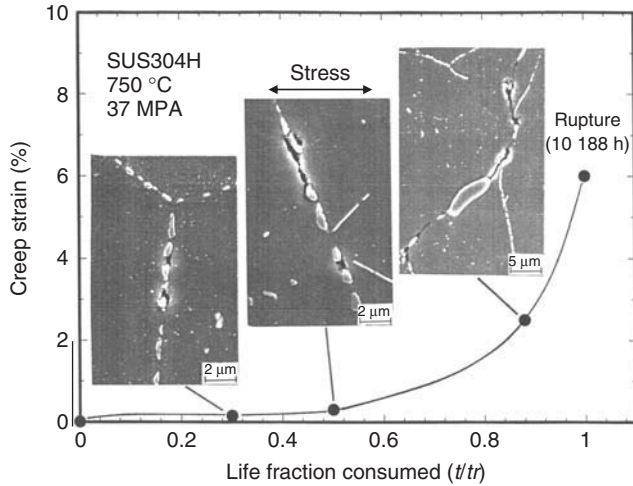 10
8
6
4
2
0
Creep strain (%)
SUS304H
750 °C
37 MPA
Stress
Rupture
(10 188 h)
2 μm
2 μm
5 μm
0
0.2
0.4
0.6
0.8
1
Life fraction consumed (t/tr)